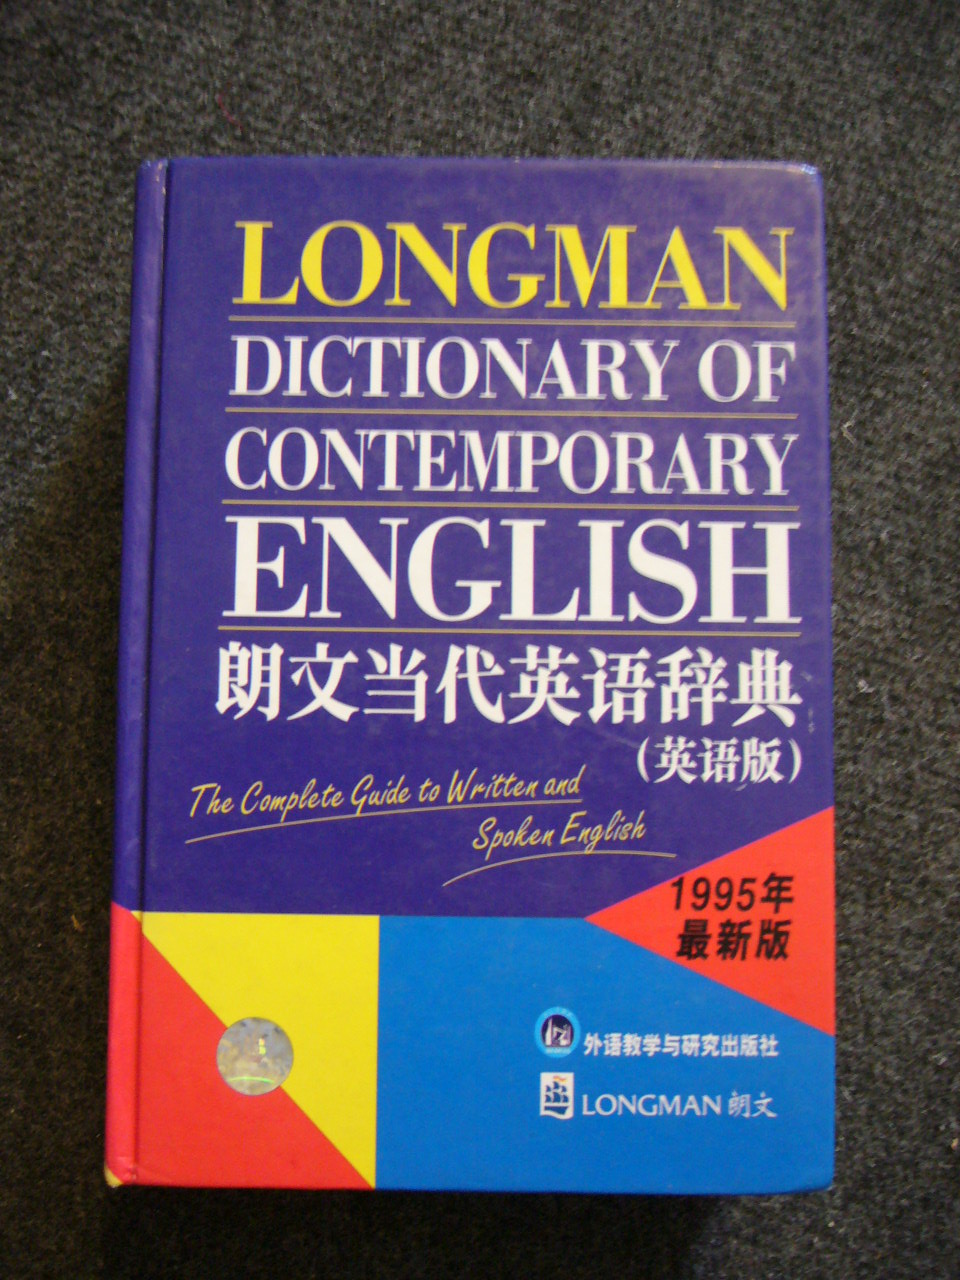 LONGMAN
DICTIONARY OF
CONTEMPORARY
ENGLISH
朗文当代英语辞典
(英语版)
The Complete Guide to Written and
Spoken English
1995年
最新版
外语教学与研究出版社
LONGMAN 朗文